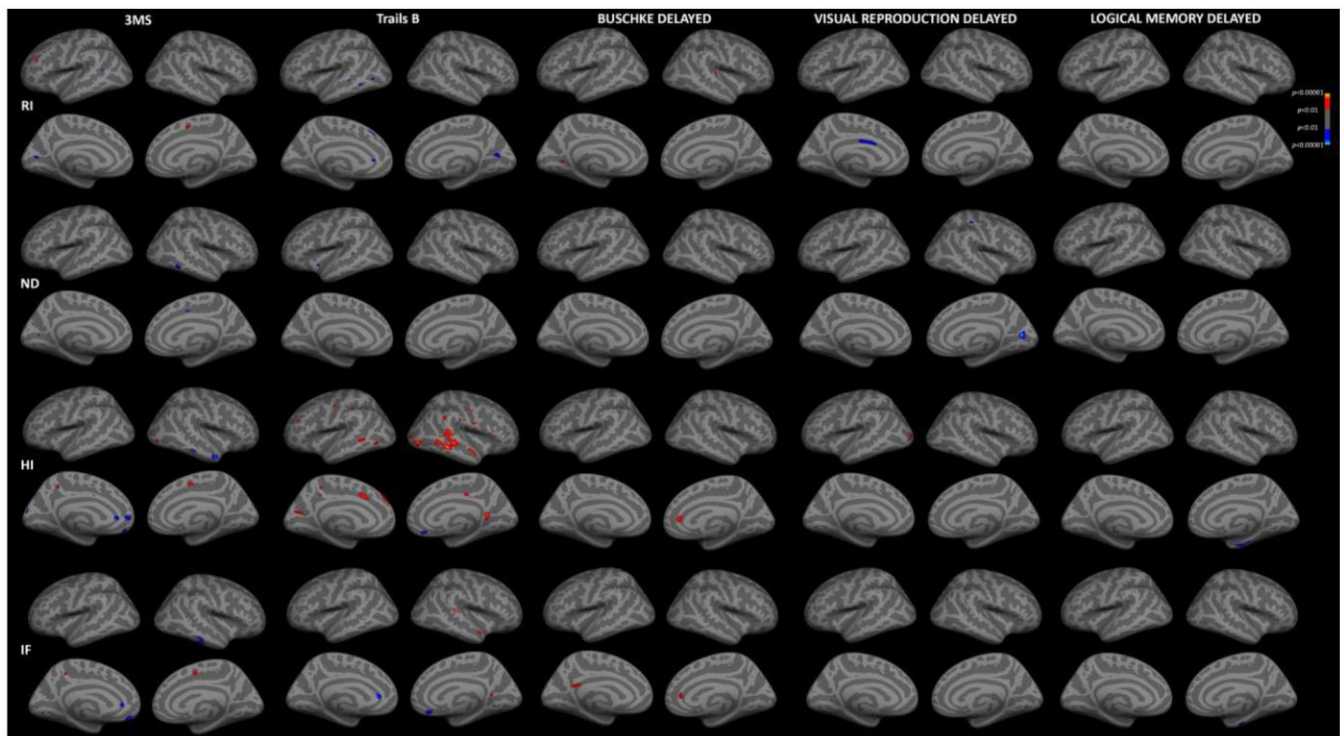 3MS
Trails B
BUSCHKE DELAYED
VISUAL REPRODUCTION DELAYED
LOGICAL MEMORY DELAYED
RI
p<0.00001
p<0.01
p<0.01
p<0.00001
ND
HI
IF